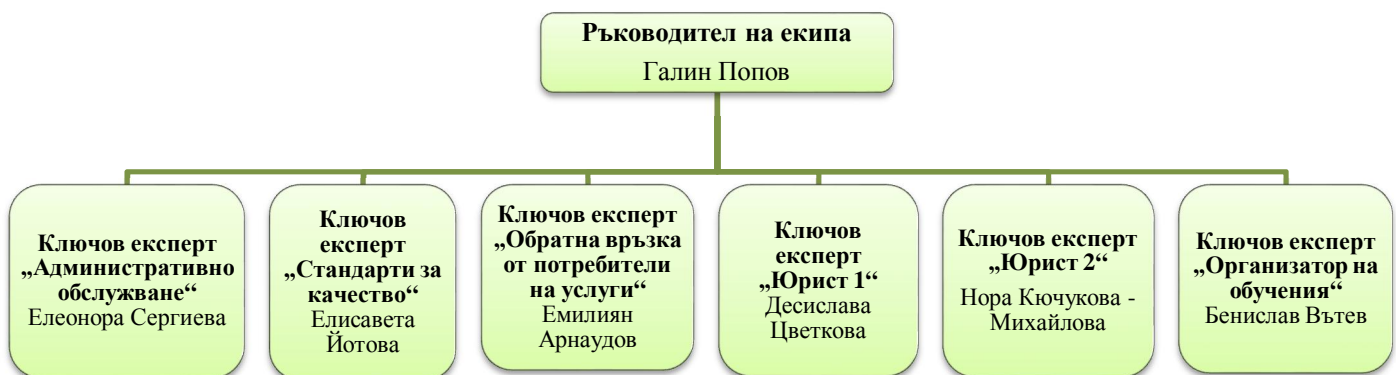 Ръководител на екипа
Галин Попов
Ключов експерт
„Административно
обслужване“
Елеонора Сергиева
Ключов
експерт
„Стандарти за
качество“
Елисавета
Йотова
Ключов експерт
„Обратна връзка
от потребители
на услуги“
Емилиян
Арнаудов
Ключов
експерт
„Юрист 1“
Десислава
Цветкова
Ключов експерт
„Юрист 2“
Нора Кючукова -
Михайлова
Ключов експерт
„Организатор на
обучения“
Бенислав Вътев